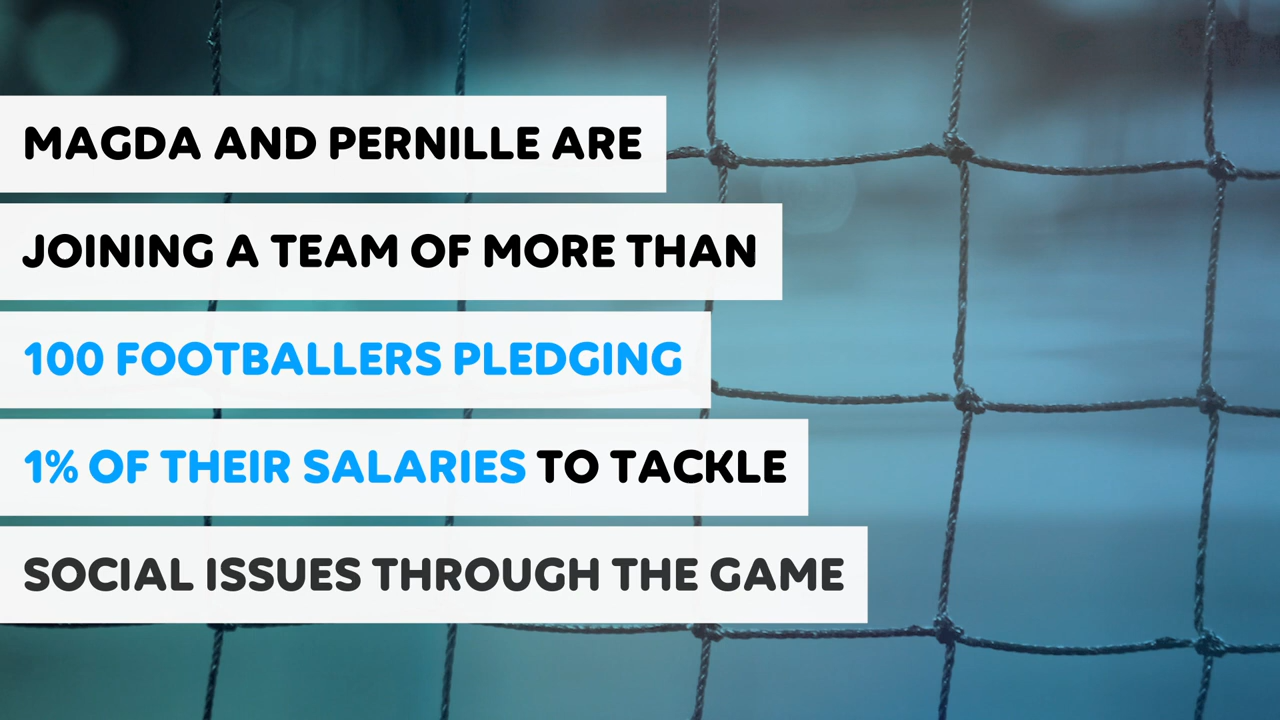 MAGDA AND PERNILLE ARE
JOINING A TEAM OF MORE THAN
100 FOOTBALLERS PLEDGING
1% OF THEIR SALARIES TO TACKLE
SOCIAL ISSUES THROUGH THE GAME